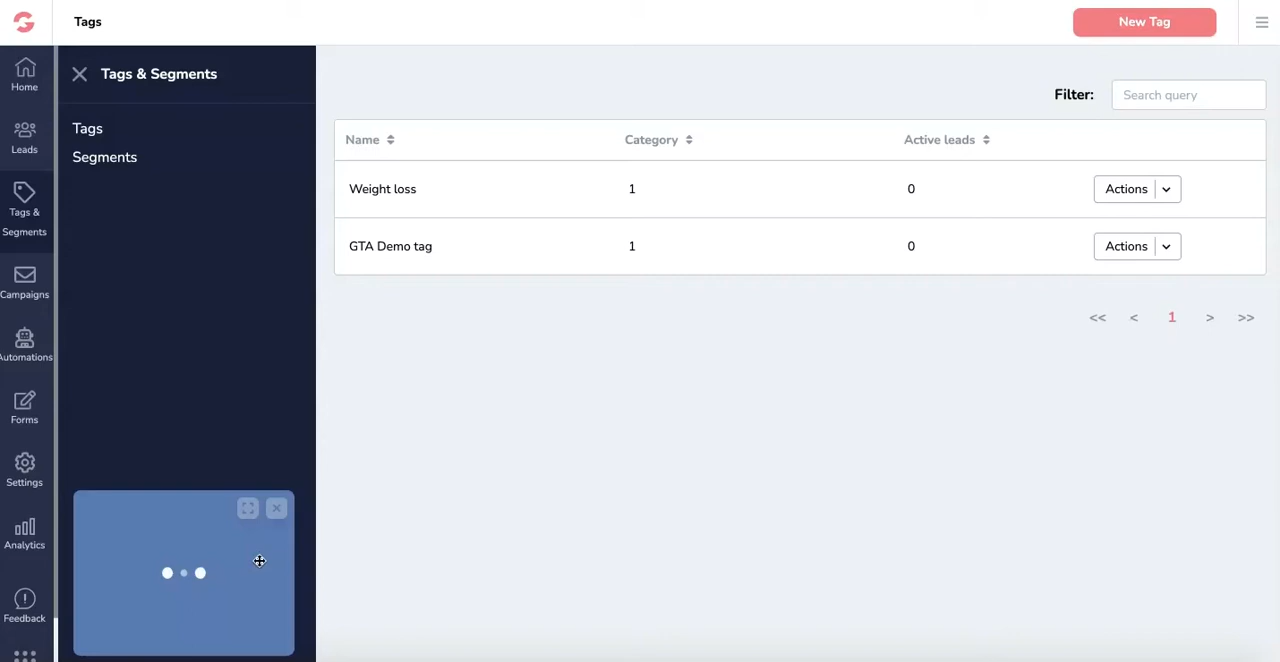 Tags
New Tag
Home
Leads
Tags &
Segments
Campaigns
Automations
Forms
Settings
Analytics
Feedback
Tags & Segments
Tags
Segments
Filter: Search query
Name Category Active leads
Weight loss 1 0 Actions
GTA Demo tag 1 0 Actions
<< < 1 > >>